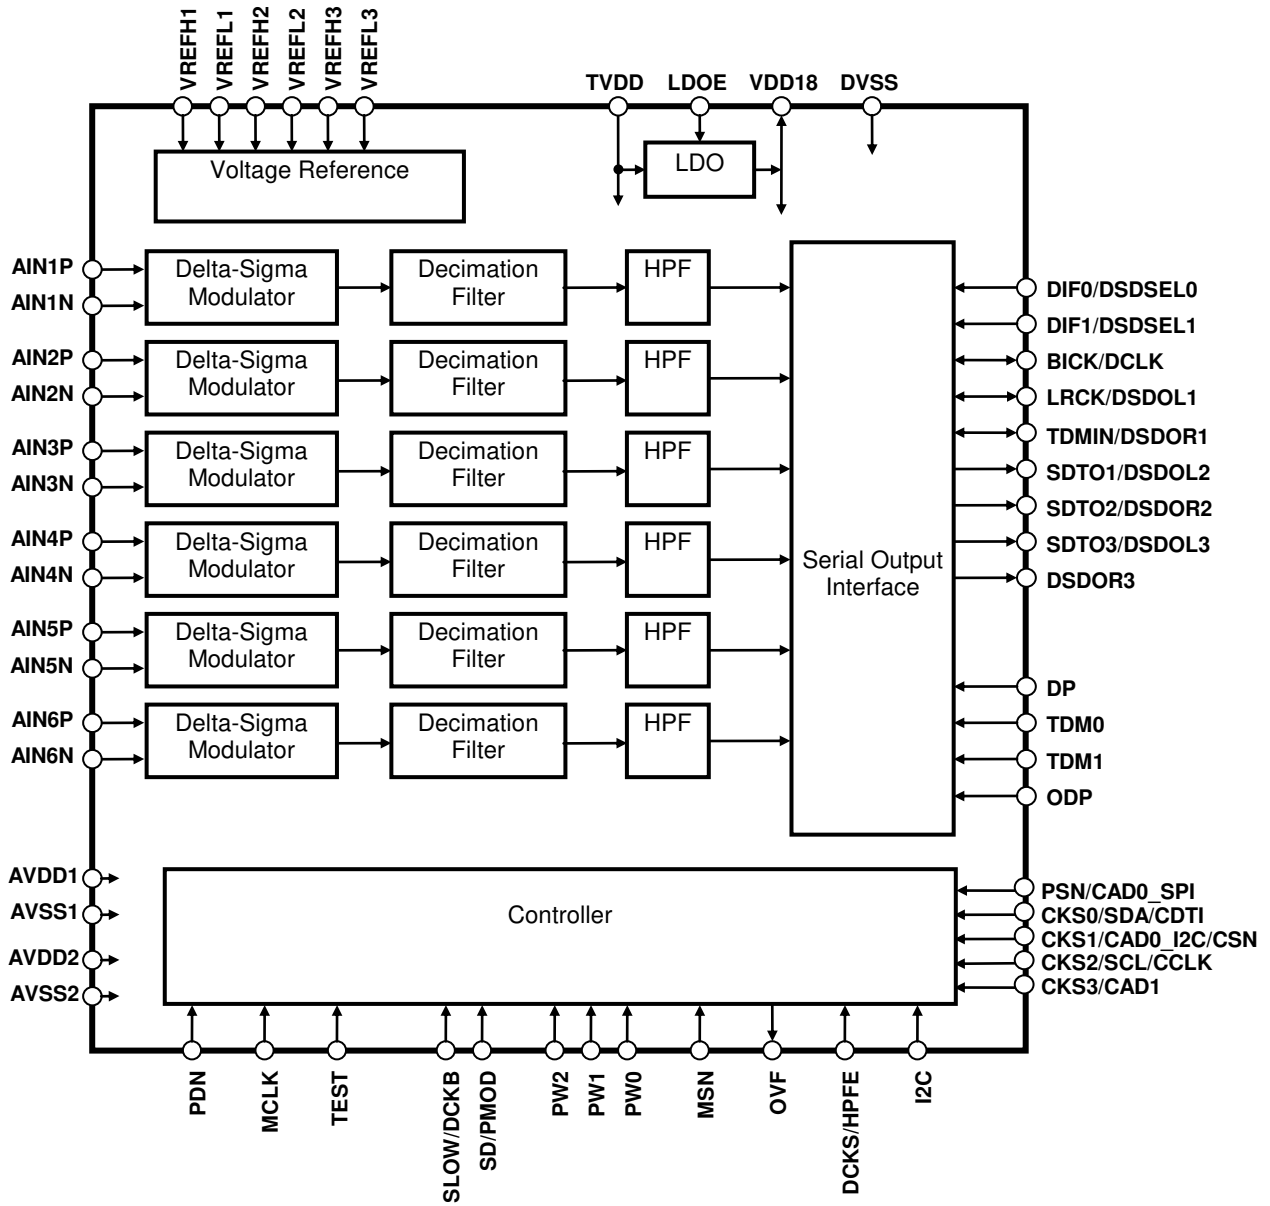 VREFH1
VREFL1
VREFH2
VREFL2
VREFH3
VREFL3
TVDD
LDOE
VDD18
DVSS
Voltage Reference
LDO
AIN1P
AIN1N
Delta-Sigma
Modulator
Decimation
Filter
HPF
AIN2P
AIN2N
Delta-Sigma
Modulator
Decimation
Filter
HPF
AIN3P
AIN3N
Delta-Sigma
Modulator
Decimation
Filter
HPF
AIN4P
AIN4N
Delta-Sigma
Modulator
Decimation
Filter
HPF
AIN5P
AIN5N
Delta-Sigma
Modulator
Decimation
Filter
HPF
AIN6P
AIN6N
Delta-Sigma
Modulator
Decimation
Filter
HPF
Serial Output
Interface
DIF0/DSDSEL0
DIF1/DSDSEL1
BICK/DCLK
LRCK/DSDOL1
TDMIN/DSDOR1
SDTO1/DSDOL2
SDTO2/DSDOR2
SDTO3/DSDOL3
DSDOR3
DP
TDM0
TDM1
ODP
AVDD1
AVSS1
AVDD2
AVSS2
Controller
PSN/CAD0_SPI
CKS0/SDA/CDTI
CKS1/CAD0_I2C/CSN
CKS2/SCL/CCLK
CKS3/CAD1
PDN
MCLK
TEST
SLOW/DCKB
SD/PMOD
PW2
PW1
PW0
MSN
OVF
DCKS/HPFE
I2C